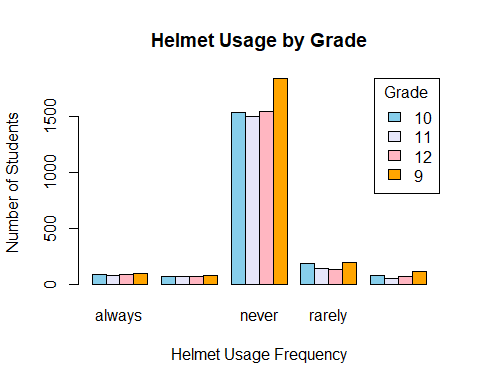 Helmet Usage by Grade
Number of Students
0
500
1000
1500
Grade
10
11
12
9
always never rarely
Helmet Usage Frequency